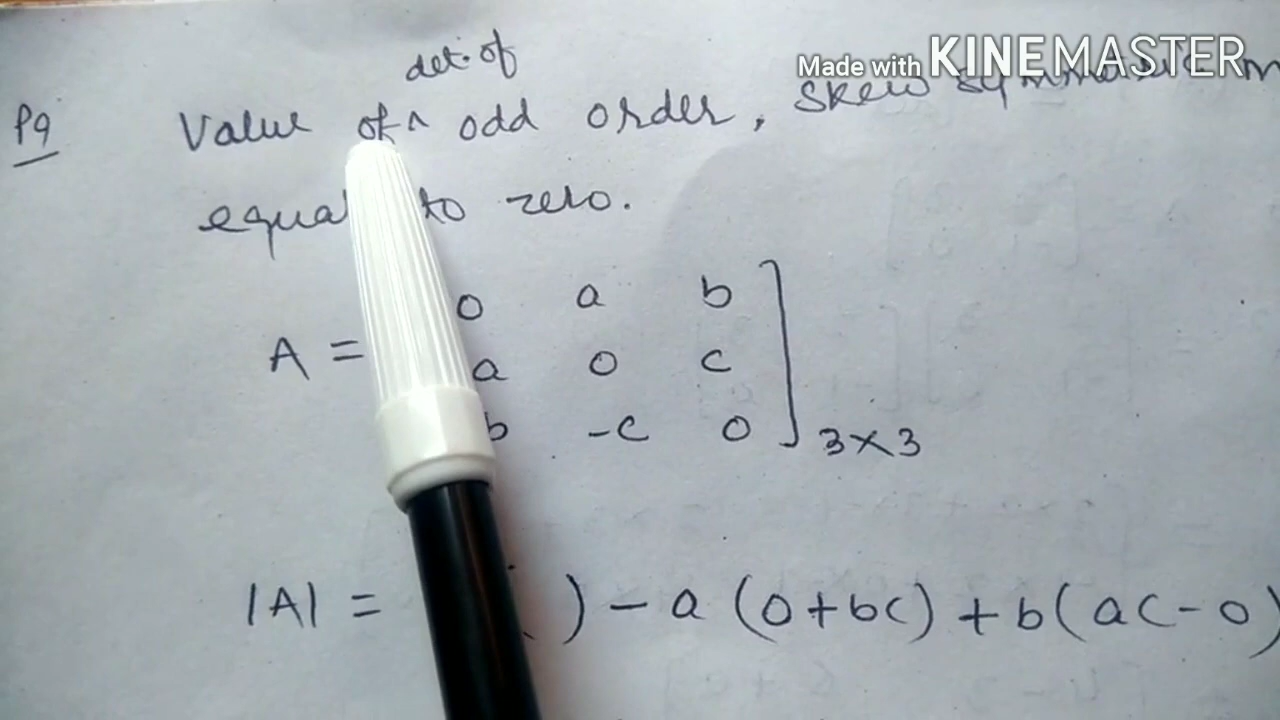 Made with KINEMASTER
det. of
P9 Value of ^ odd order, skew
equal to zero.
A = 0 a b
a 0 c
b -c 0 ] 3×3
|A| = ( ) - a (0+bc) + b(ac-0)